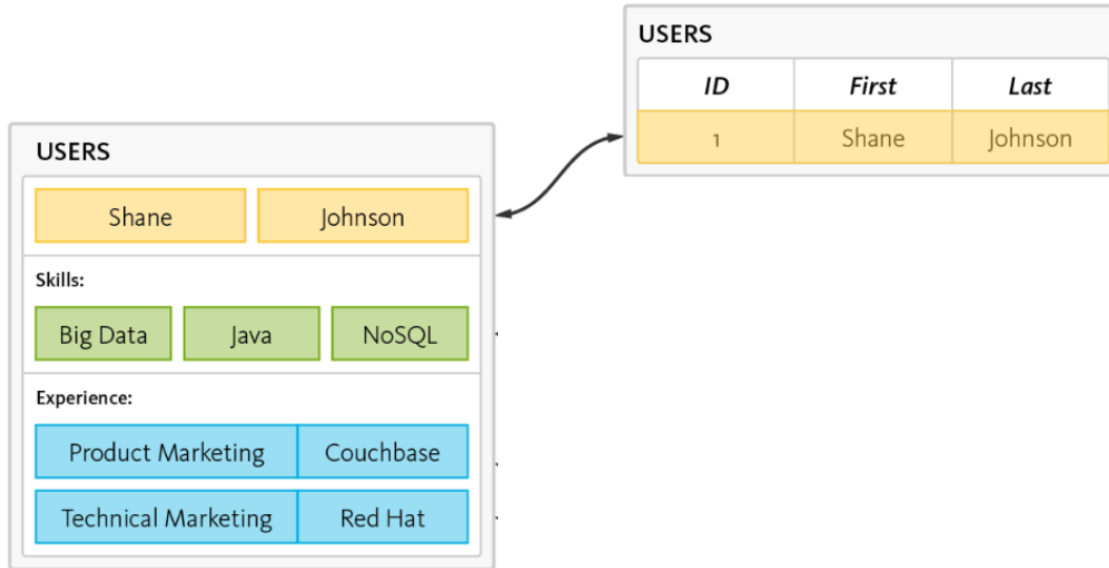 USERS
ID First Last
1 Shane Johnson
USERS
Shane Johnson
Skills:
Big Data Java NoSQL
Experience:
Product Marketing Couchbase
Technical Marketing Red Hat